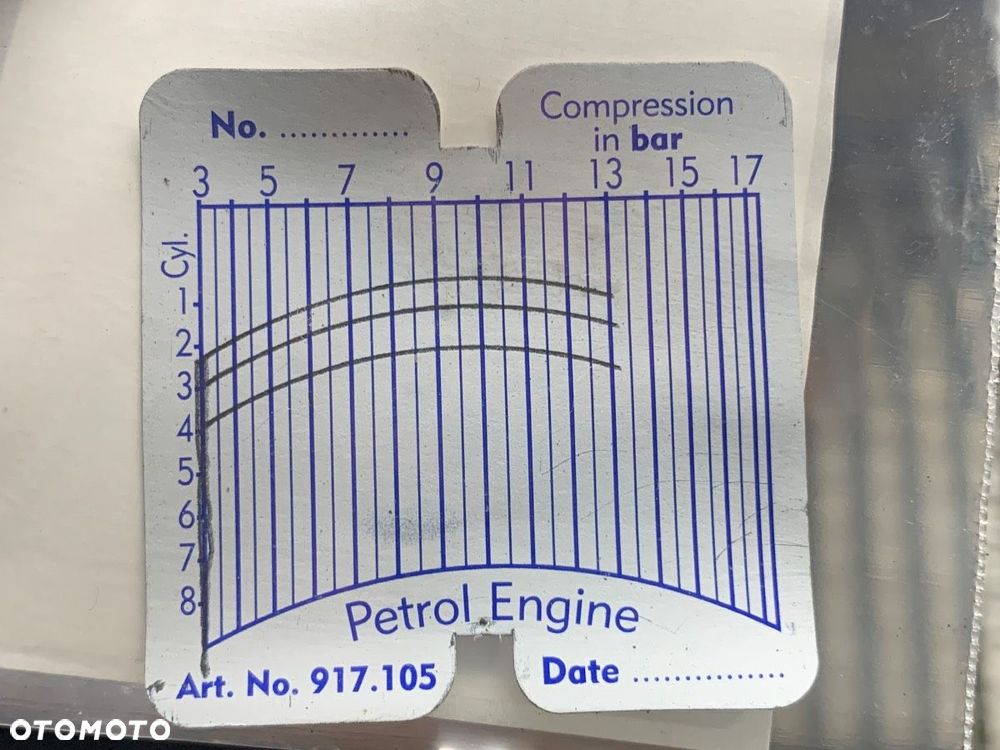 No. .............
Compression
in bar
3 5 7 9 11 13 15 17
Cyl.
1
2
3
4
5
6
7
8
Petrol Engine
Art. No. 917.105
Date ...............
OTOMOTO